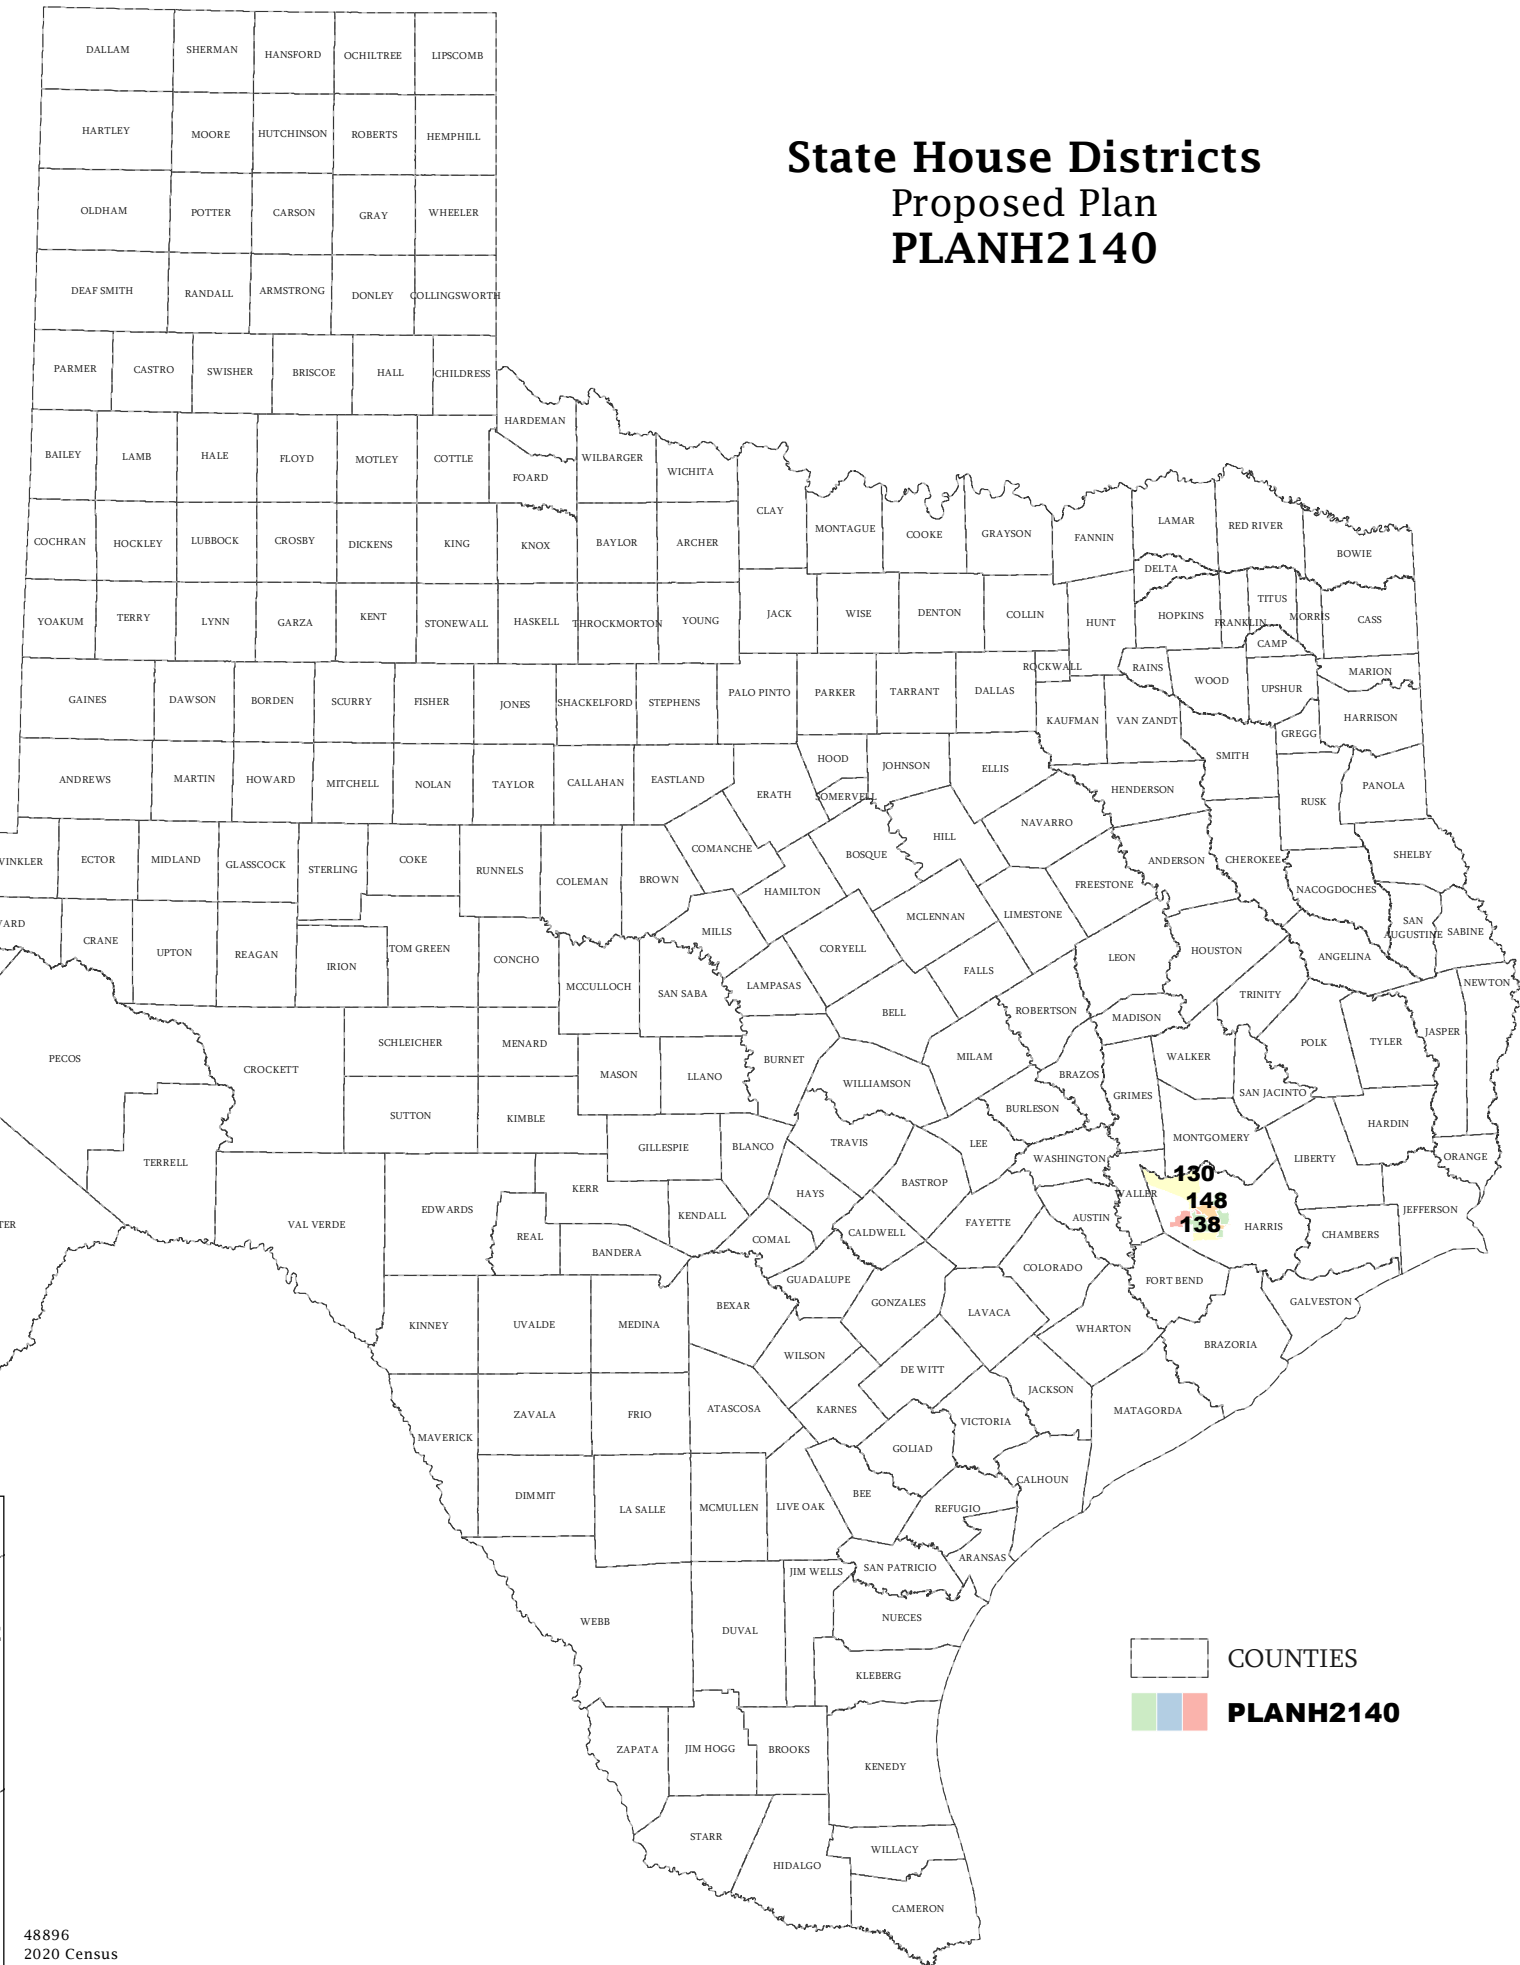 State House Districts
Proposed Plan
PLANH2140
DALLAM
SHERMAN
HANSFORD
OCHILTREE
LIPSCOMB
HARTLEY
MOORE
HUTCHINSON
ROBERTS
HEMPHILL
OLDHAM
POTTER
CARSON
GRAY
WHEELER
DEAF SMITH
RANDALL
ARMSTRONG
DONLEY
COLLINGSWORTH
PARMER
CASTRO
SWISHER
BRISCOE
HALL
CHILDRESS
HARDEMAN
BAILEY
LAMB
HALE
FLOYD
MOTLEY
COTTLE
FOARD
WILBARGER
WICHITA
CLAY
MONTAGUE
COOKE
GRAYSON
FANNIN
LAMAR
RED RIVER
BOWIE
DELTA
COCHRAN
HOCKLEY
LUBBOCK
CROSBY
DICKENS
KING
KNOX
BAYLOR
ARCHER
YOAKUM
TERRY
LYNN
GARZA
KENT
STONEWALL
HASKELL
THROCKMORTON
YOUNG
JACK
WISE
DENTON
COLLIN
HUNT
HOPKINS
FRANKLIN
TITUS
MORRIS
CASS
CAMP
ROCKWALL
RAINS
WOOD
UPSHUR
MARION
GAINES
DAWSON
BORDEN
SCURRY
FISHER
JONES
SHACKELFORD
STEPHENS
PALO PINTO
PARKER
TARRANT
DALLAS
KAUFMAN
VAN ZANDT
GREGG
HARRISON
SMITH
ANDREWS
MARTIN
HOWARD
MITCHELL
NOLAN
TAYLOR
CALLAHAN
EASTLAND
ERATH
HOOD
SOMERVELL
JOHNSON
ELLIS
HENDERSON
RUSK
PANOLA
WINKLER
ECTOR
MIDLAND
GLASSCOCK
STERLING
COKE
RUNNELS
COLEMAN
BROWN
COMANCHE
HAMILTON
BOSQUE
HILL
NAVARRO
FREESTONE
ANDERSON
CHEROKEE
NACOGDOCHES
SHELBY
CRANE
UPTON
REAGAN
IRION
TOM GREEN
CONCHO
MCCULLOCH
SAN SABA
MILLS
LAMPASAS
CORYELL
MCLENNAN
LIMESTONE
FALLS
LEON
HOUSTON
ANGELINA
SAN
AUGUSTINE
SABINE
NEWTON
PECOS
CROCKETT
SCHLEICHER
MENARD
MASON
LLANO
BURNET
BELL
WILLIAMSON
MILAM
ROBERTSON
MADISON
BRAZOS
GRIMES
WALKER
TRINITY
POLK
TYLER
JASPER
SAN JACINTO
HARDIN
ORANGE
TERRELL
SUTTON
KIMBLE
GILLESPIE
BLANCO
TRAVIS
LEE
BURLESON
WASHINGTON
MONTGOMERY
LIBERTY
JEFFERSON
VAL VERDE
EDWARDS
KERR
REAL
BANDERA
KENDALL
HAYS
COMAL
BASTROP
CALDWELL
FAYETTE
AUSTIN
WALLER
130
148
138
HARRIS
CHAMBERS
KINNEY
UVALDE
MEDINA
BEXAR
GUADALUPE
GONZALES
LAVACA
COLORADO
FORT BEND
GALVESTON
WHARTON
BRAZORIA
WILSON
DE WITT
JACKSON
MATAGORDA
MAVERICK
ZAVALA
FRIO
ATASCOSA
KARNES
VICTORIA
GOLIAD
CALHOUN
DIMMIT
LA SALLE
MCMULLEN
LIVE OAK
BEE
REFUGIO
ARANSAS
SAN PATRICIO
JIM WELLS
NUECES
WEBB
DUVAL
KLEBERG
ZAPATA
JIM HOGG
BROOKS
KENEDY
STARR
HIDALGO
WILLACY
CAMERON
COUNTIES
PLANH2140
48896
2020 Census